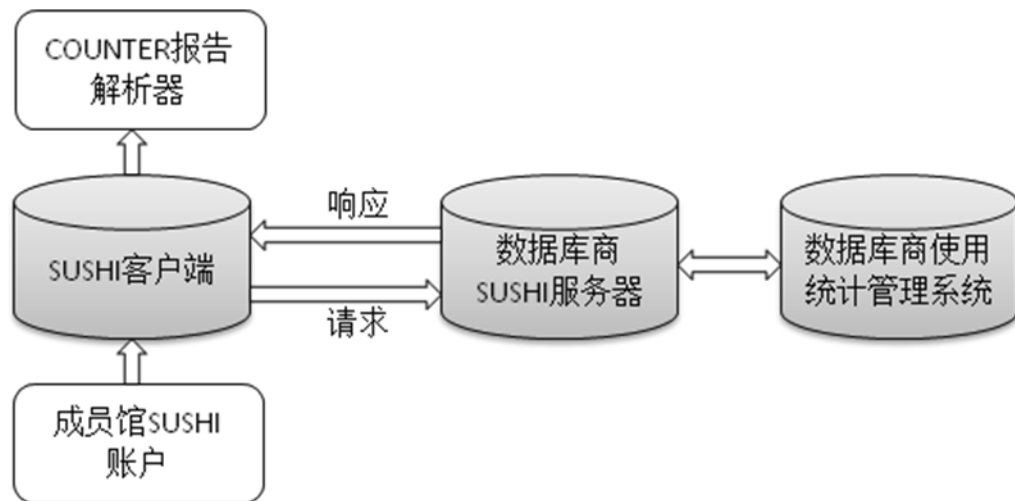 COUNTER报告
解析器
响应
SUSHI客户端
请求
数据库商
SUSHI服务器
数据库商使用
统计管理系统
成员馆SUSHI
账户